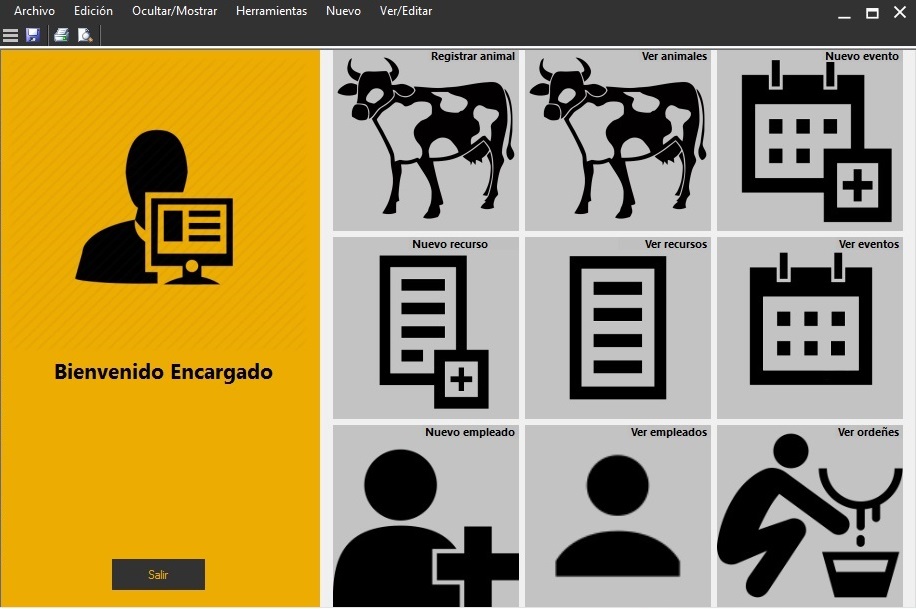 Archivo Edición Ocultar/Mostrar Herramientas Nuevo Ver/Editar
Bienvenido Encargado
Salir
Registrar animal
Ver animales
Nuevo evento
Nuevo recurso
Ver recursos
Ver eventos
Nuevo empleado
Ver empleados
Ver ordeñes